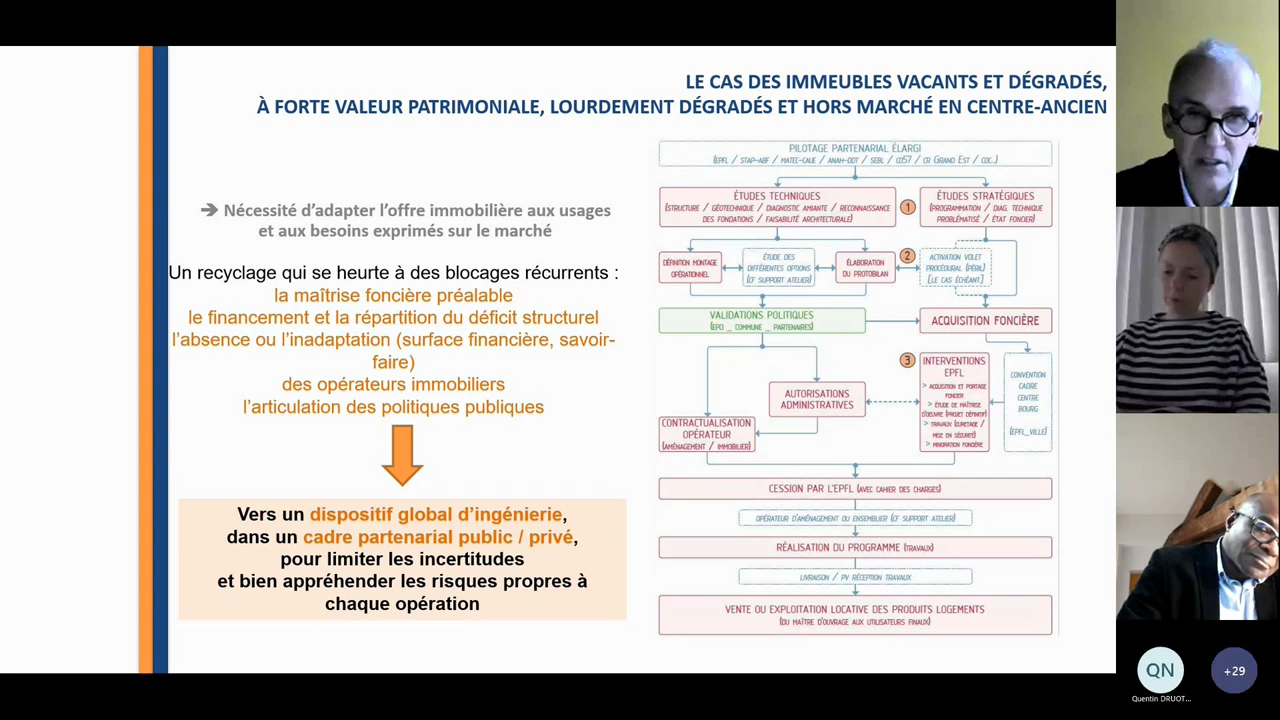 LE CAS DES IMMEUBLES VACANTS ET DÉGRADÉS,
À FORTE VALEUR PATRIMONIALE, LOURDEMENT DÉGRADÉS ET HORS MARCHÉ EN CENTRE-ANCIEN
➔ Nécessité d'adapter l'offre immobilière aux usages
et aux besoins exprimés sur le marché
Un recyclage qui se heurte à des blocages récurrents :
la maîtrise foncière préalable
le financement et la répartition du déficit structurel
l'absence ou l'inadaptation (surface financière, savoir-
faire)
des opérateurs immobiliers
l'articulation des politiques publiques
Vers un dispositif global d'ingénierie,
dans un cadre partenarial public / privé,
pour limiter les incertitudes
et bien appréhender les risques propres à
chaque opération
PILOTAGE PARTENARIAL ÉLARGI
(EPFL / STAP-ABF / MATEC-CAUE / ANAH-DDT / SEBL / CD57 / CR GRAND EST / CDC..)
ÉTUDES TECHNIQUES
(STRUCTURE / GÉOTECHNIQUE / DIAGNOSTIC AMIANTE / RECONNAISSANCE
DES FONDATIONS / FAISABILITÉ ARCHITECTURALE)
1
ÉTUDES STRATÉGIQUES
(PROGRAMMATION / DIAG. TECHNIQUE
PROBLÉMATISÉ / ÉTAT FONCIER)
DÉFINITION MONTAGE
OPÉRATIONNEL
ÉTUDE DES
DIFFÉRENTES OPTIONS
(CF SUPPORT ATELIER)
ÉLABORATION
DU PROTOBILAN
2
ACTIVATION VOLET
PROCÉDURAL (PÉRIL)
[LE CAS ÉCHÉANT]
VALIDATIONS POLITIQUES
(EPCI _ COMMUNE _ PARTENAIRES)
ACQUISITION FONCIÈRE
3
INTERVENTIONS
EPFL
> ACQUISITION ET PORTAGE
FONCIER
> ÉTUDE DE MAÎTRISE
D'OEUVRE (PROJET DÉFINITIF)
> TRAVAUX (CURETAGE /
MISE EN SÉCURITÉ)
> MINORATION FONCIÈRE
CONVENTION
CADRE
CENTRE
BOURG
(EPFL_VILLE)
AUTORISATIONS
ADMINISTRATIVES
CONTRACTUALISATION
OPÉRATEUR
(AMÉNAGEMENT / IMMOBILIER)
CESSION PAR L'EPFL (AVEC CAHIER DES CHARGES)
OPÉRATEUR D'AMÉNAGEMENT OU ENSEMBLIER (CF SUPPORT ATELIER)
RÉALISATION DU PROGRAMME (TRAVAUX)
LIVRAISON / PV RÉCEPTION TRAVAUX
VENTE OU EXPLOITATION LOCATIVE DES PRODUITS LOGEMENTS
(DU MAÎTRE D'OUVRAGE AUX UTILISATEURS FINAUX)
QN
+29
Quentin DRUOT...